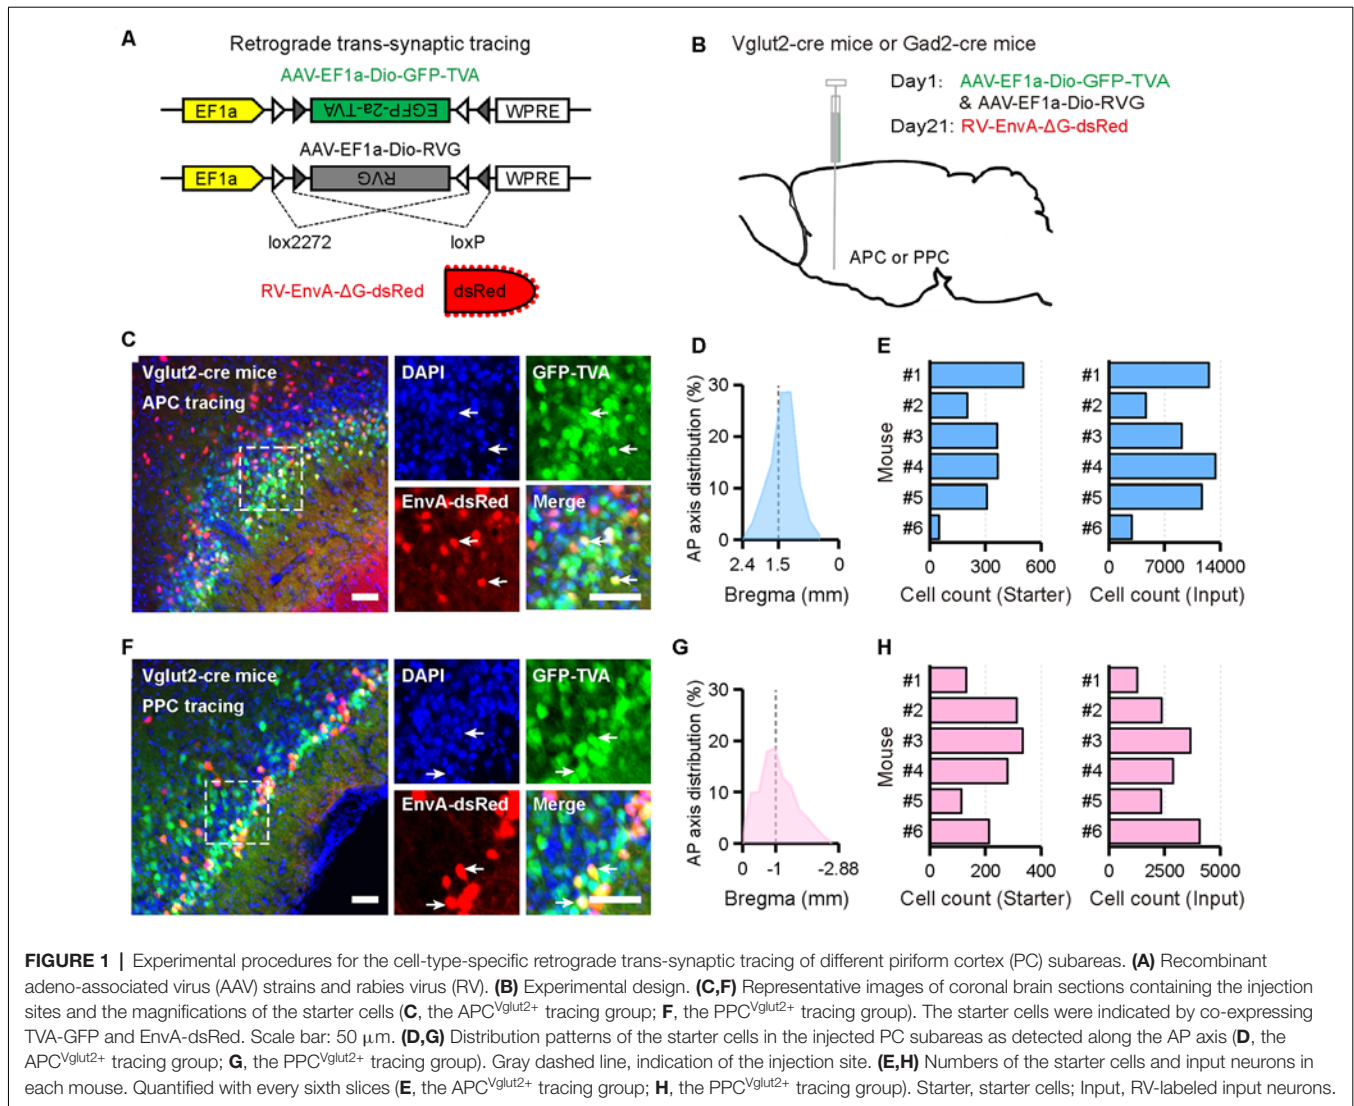 A
Retrograde trans-synaptic tracing
AAV-EF1a-Dio-GFP-TVA
EF1a
EGFP-2a-TVA
WPRE
AAV-EF1a-Dio-RVG
EF1a
RVG
WPRE
lox2272
loxP
RV-EnvA-ΔG-dsRed
dsRed
B
Vglut2-cre mice or Gad2-cre mice
Day1: AAV-EF1a-Dio-GFP-TVA
& AAV-EF1a-Dio-RVG
Day21: RV-EnvA-ΔG-dsRed
APC or PPC
C
Vglut2-cre mice
APC tracing
DAPI
GFP-TVA
EnvA-dsRed
Merge
D
AP axis distribution (%)
30
20
10
0
2.4 1.5 0
Bregma (mm)
E
Mouse
#1
#2
#3
#4
#5
#6
0 300 600
Cell count (Starter)
#1
#2
#3
#4
#5
#6
0 7000 14000
Cell count (Input)
F
Vglut2-cre mice
PPC tracing
DAPI
GFP-TVA
EnvA-dsRed
Merge
G
AP axis distribution (%)
30
20
10
0
0 -1 -2.88
Bregma (mm)
H
Mouse
#1
#2
#3
#4
#5
#6
0 200 400
Cell count (Starter)
#1
#2
#3
#4
#5
#6
0 2500 5000
Cell count (Input)
FIGURE 1 | Experimental procedures for the cell-type-specific retrograde trans-synaptic tracing of different piriform cortex (PC) subareas. (A) Recombinant
adeno-associated virus (AAV) strains and rabies virus (RV). (B) Experimental design. (C,F) Representative images of coronal brain sections containing the injection
sites and the magnifications of the starter cells (C, the APCVglut2+ tracing group; F, the PPCVglut2+ tracing group). The starter cells were indicated by co-expressing
TVA-GFP and EnvA-dsRed. Scale bar: 50 μm. (D,G) Distribution patterns of the starter cells in the injected PC subareas as detected along the AP axis (D, the
APCVglut2+ tracing group; G, the PPCVglut2+ tracing group). Gray dashed line, indication of the injection site. (E,H) Numbers of the starter cells and input neurons in
each mouse. Quantified with every sixth slices (E, the APCVglut2+ tracing group; H, the PPCVglut2+ tracing group). Starter, starter cells; Input, RV-labeled input neurons.